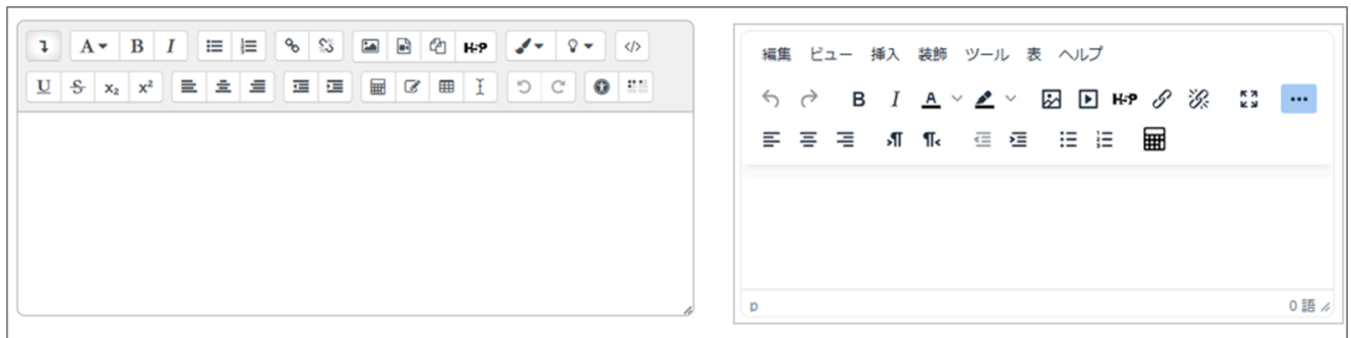 A B I H-P </>
U S x₂ x²
編集 ビュー 挿入 装飾 ツール 表 ヘルプ
B I A H-P ...
p 0 語